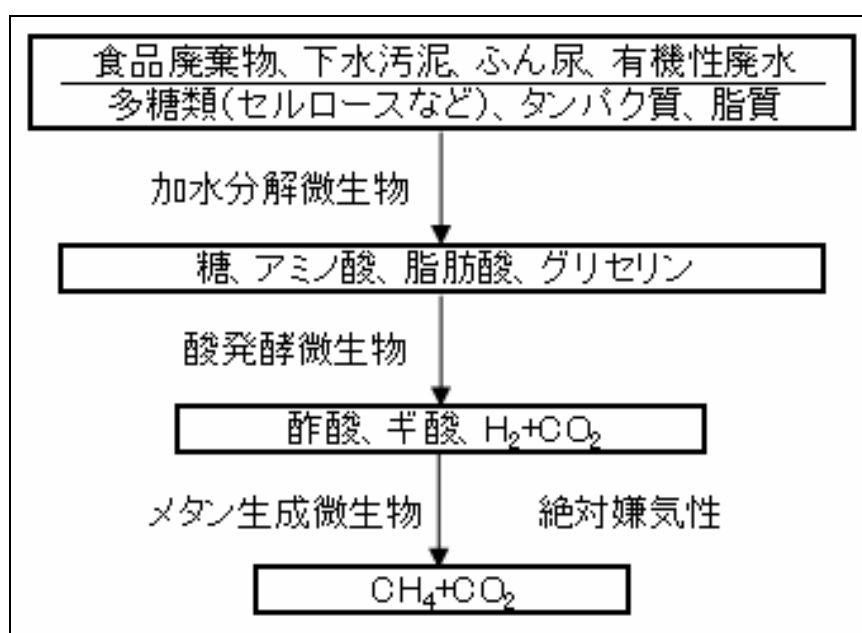 食品廃棄物、下水汚泥、ふん尿、有機性廃水
多糖類(セルロースなど)、タンパク質、脂質
加水分解微生物
糖、アミノ酸、脂肪酸、グリセリン
酸発酵微生物
酢酸、ギ酸、H₂+CO₂
メタン生成微生物 絶対嫌気性
CH₄+CO₂